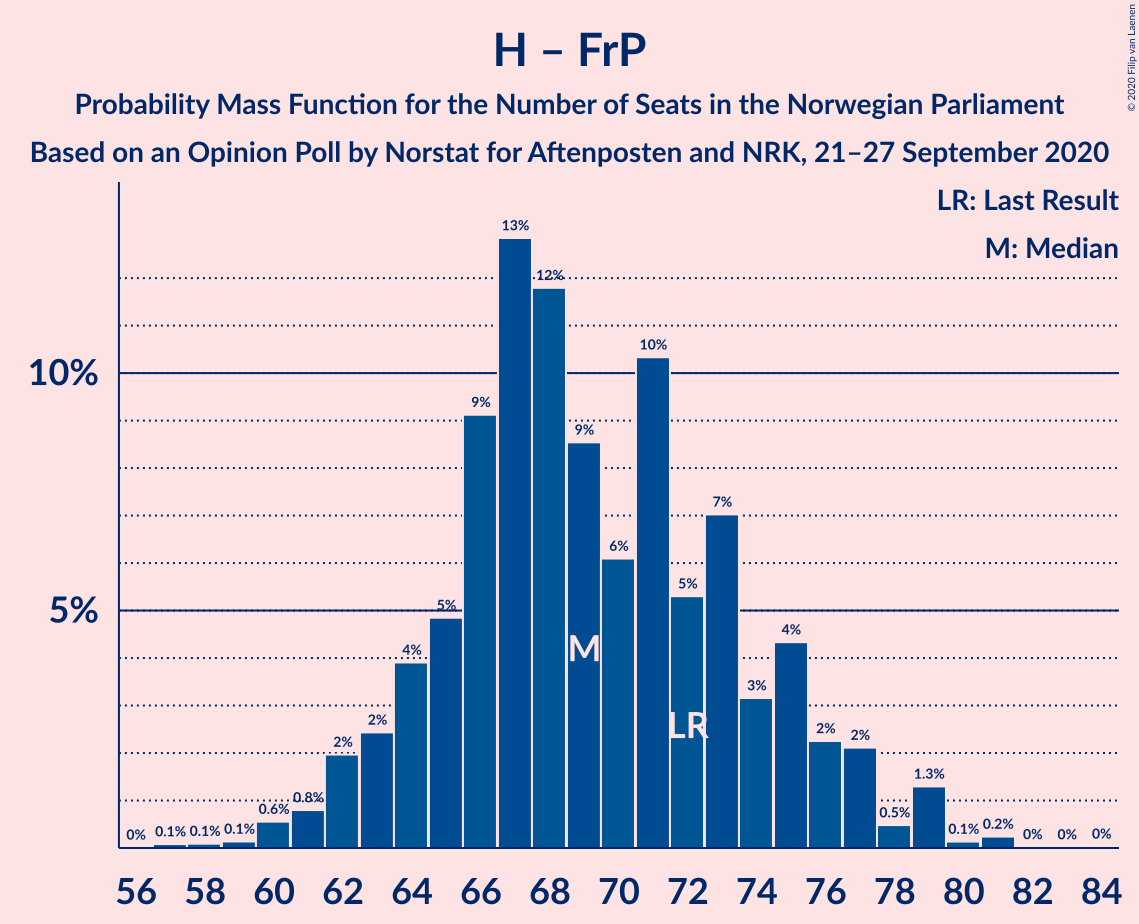 © 2020 Filip van Laenen
H – FrP
Probability Mass Function for the Number of Seats in the Norwegian Parliament
Based on an Opinion Poll by Norstat for Aftenposten and NRK, 21–27 September 2020
LR: Last Result
M: Median
10%
5%
0% 0.1% 0.1% 0.1% 0.6% 0.8% 2% 2% 4% 5% 9% 13% 12% 9% 6% 10% 5% 7% 3% 4% 2% 2% 0.5% 1.3% 0.1% 0.2% 0% 0% 0%
M
LR
56 58 60 62 64 66 68 70 72 74 76 78 80 82 84